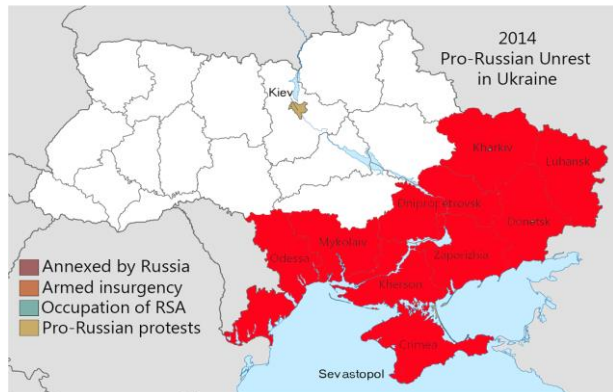 2014
Pro-Russian Unrest
in Ukraine
Kiev
Kharkiv
Luhansk
Dnipropetrovsk
Donetsk
Mykolaiv
Odessa
Zaporizhia
Kherson
Crimea
Sevastopol
Annexed by Russia
Armed insurgency
Occupation of RSA
Pro-Russian protests